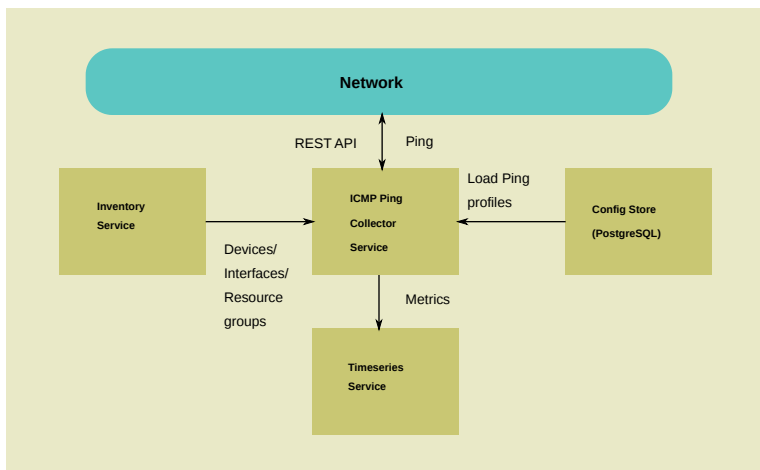 Network
REST API
Ping
Inventory
Service
ICMP Ping
Collector
Service
Load Ping
profiles
Config Store
(PostgreSQL)
Devices/
Interfaces/
Resource
groups
Metrics
Timeseries
Service